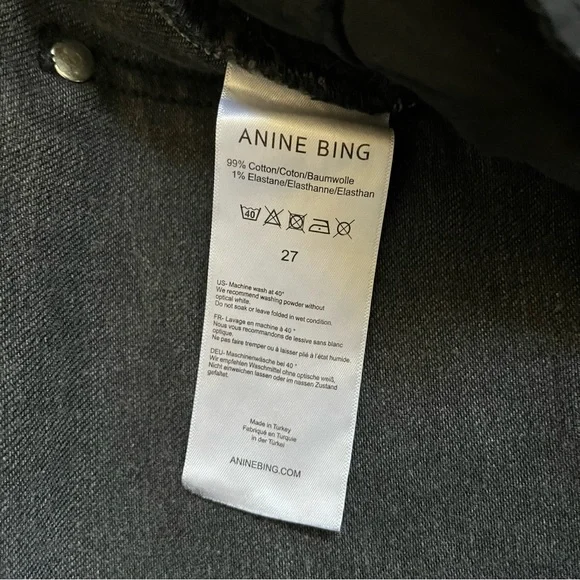 ANINE BING
99% Cotton/Coton/Baumwolle
1% Elastane/Elasthanne/Elasthan
40
27
US- Machine wash at 40°
We recommend washing powder without
optical white.
Do not soak or leave folded in wet condition.
FR- Lavage en machine à 40 °
Nous vous recommandons de lessive sans blanc
optique.
Ne pas faire tremper ou à laisser plié à l'état humide.
DEU- Maschinenwäsche bei 40 °
Wir empfehlen Waschmittel ohne optische weiß,
Nicht einweichen lassen oder im nassen Zustand
gefaltet.
Made in Turkey
Fabriqué en Turquie
in der Türkei
ANINEBING.COM